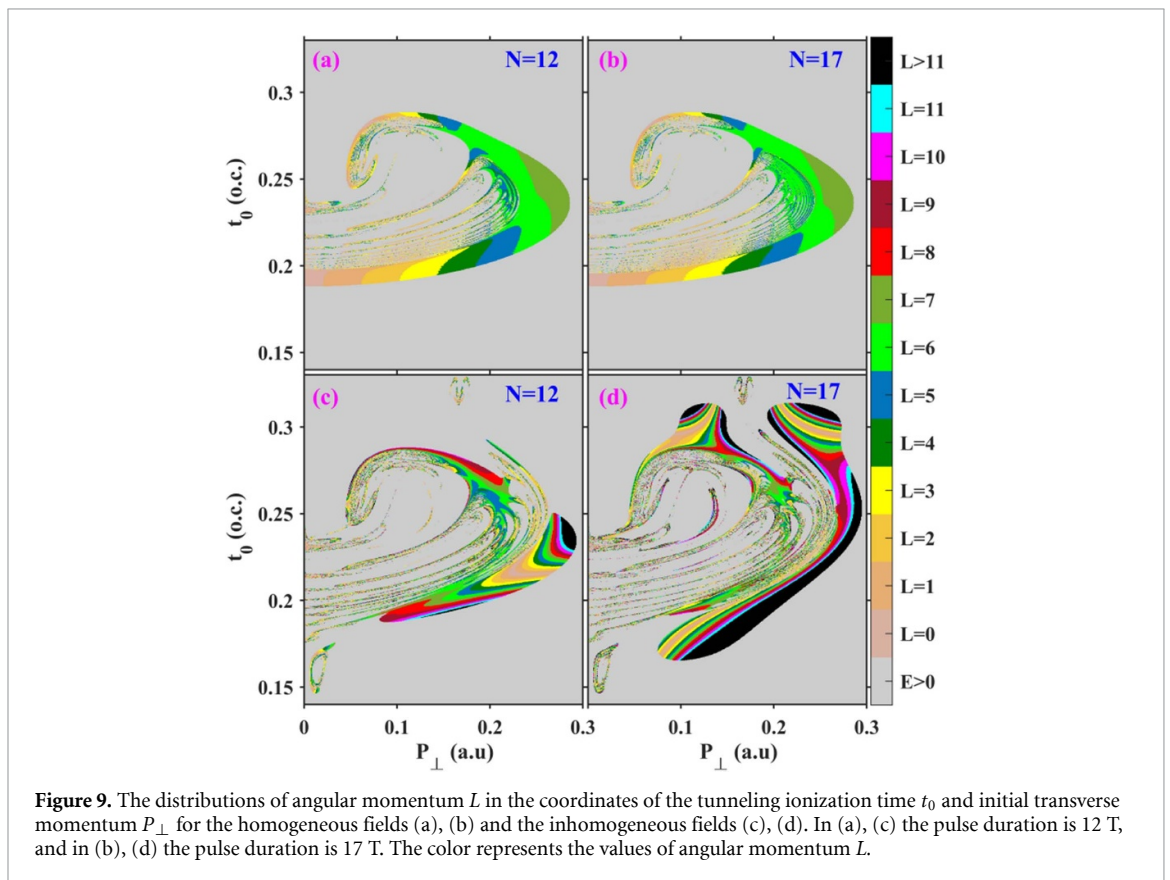 (a)
N=12
(b)
N=17
0.3
0.25
0.2
0.15
t₀ (o.c.)
(c)
N=12
(d)
N=17
0.3
0.25
0.2
0.15
t₀ (o.c.)
0
0.1
0.2
0.3
0.1
0.2
0.3
P⊥ (a.u)
P⊥ (a.u)
L>11
L=11
L=10
L=9
L=8
L=7
L=6
L=5
L=4
L=3
L=2
L=1
L=0
E>0
Figure 9. The distributions of angular momentum L in the coordinates of the tunneling ionization time t₀ and initial transverse
momentum P⊥ for the homogeneous fields (a), (b) and the inhomogeneous fields (c), (d). In (a), (c) the pulse duration is 12 T,
and in (b), (d) the pulse duration is 17 T. The color represents the values of angular momentum L.